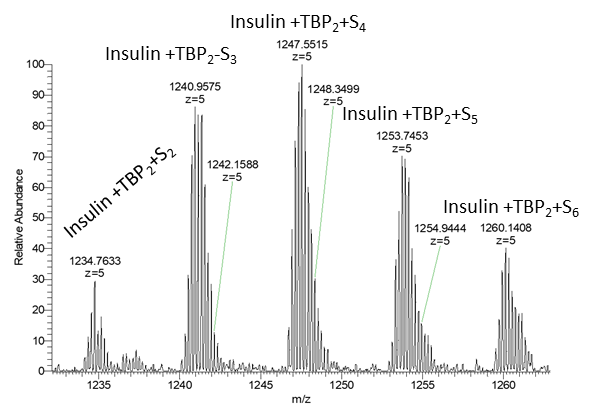 Insulin +TBP2+S4
1247.5515
z=5
Insulin +TBP2-S3
1240.9575
z=5
1248.3499
z=5
Insulin +TBP2+S5
1253.7453
z=5
1242.1588
z=5
Insulin +TBP2+S2
1234.7633
z=5
Insulin +TBP2+S6
1254.9444
z=5
1260.1408
z=5
Relative Abundance
100
90
80
70
60
50
40
30
20
10
0
1235 1240 1245 1250 1255 1260
m/z